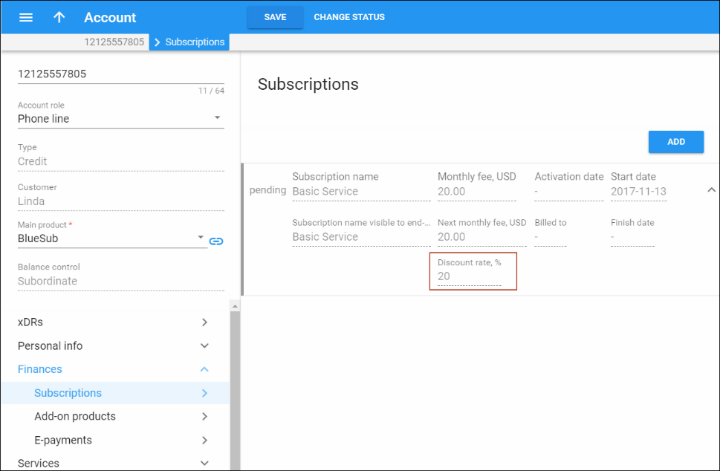 Account
SAVE
CHANGE STATUS
12125557805
Subscriptions
12125557805
11 / 64
Account role
Phone line
Type
Credit
Customer
Linda
Main product *
BlueSub
Balance control
Subordinate
xDRs
Personal info
Finances
Subscriptions
Add-on products
E-payments
Services
Subscriptions
ADD
pending
Subscription name
Basic Service
Monthly fee, USD
20.00
Activation date
-
Start date
2017-11-13
Subscription name visible to end-...
Basic Service
Next monthly fee, USD
20.00
Billed to
-
Finish date
-
Discount rate, %
20